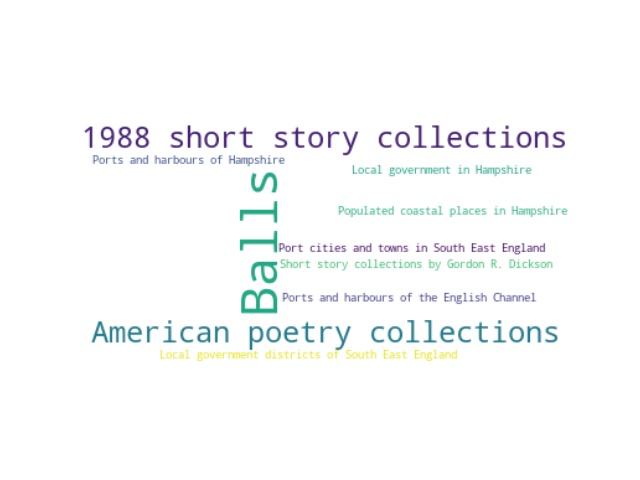 1988 short story collections
Ports and harbours of Hampshire
Local government in Hampshire
Balls
Populated coastal places in Hampshire
Port cities and towns in South East England
Short story collections by Gordon R. Dickson
Ports and harbours of the English Channel
American poetry collections
Local government districts of South East England